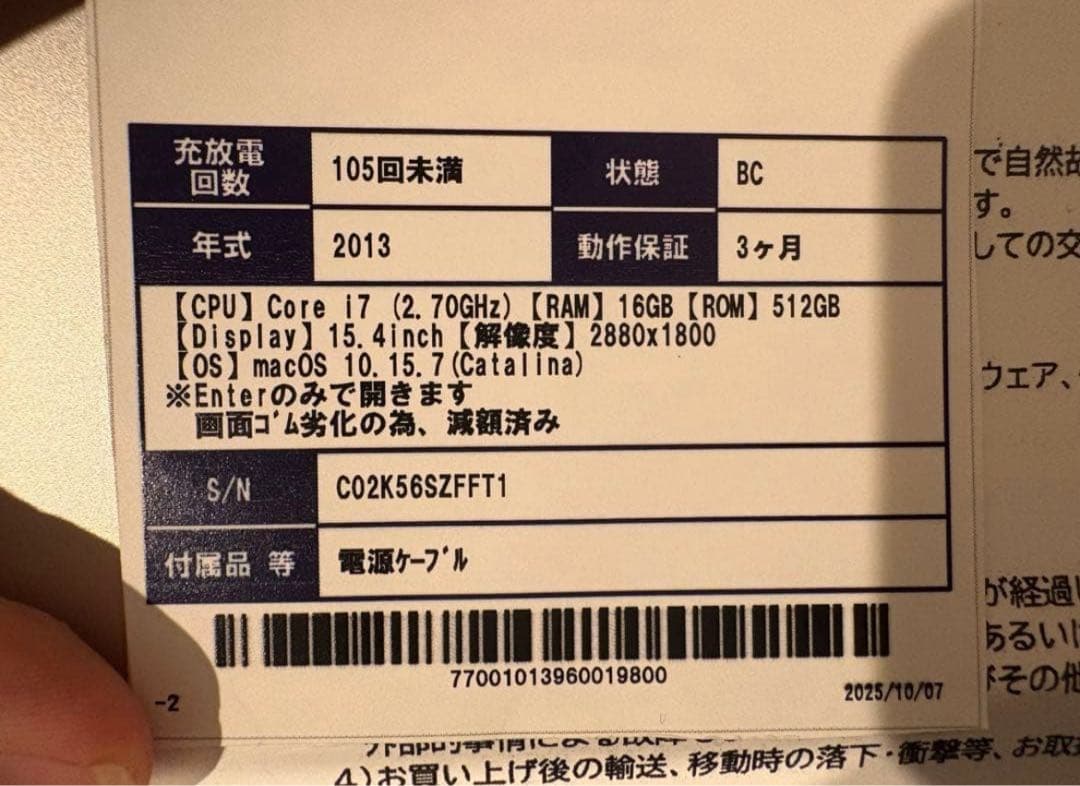 充放電
回数
105回未満
状態
BC
年式
2013
動作保証
3ヶ月
【CPU】Core i7 (2.70GHz)【RAM】16GB【ROM】512GB
【Display】15.4inch【解像度】2880x1800
【OS】macOS 10.15.7(Catalina)
※Enterのみで開きます
画面ｺﾞﾑ劣化の為、減額済み
S/N
C02K56SZFFT1
付属品 等
電源ｹｰﾌﾞﾙ
77001013960019800
-2
2025/10/07
で自然故
す。
しての交
ウェア、
が経過し
あるいは
びその他
4)お買い上げ後の輸送、移動時の落下・衝撃等、お取